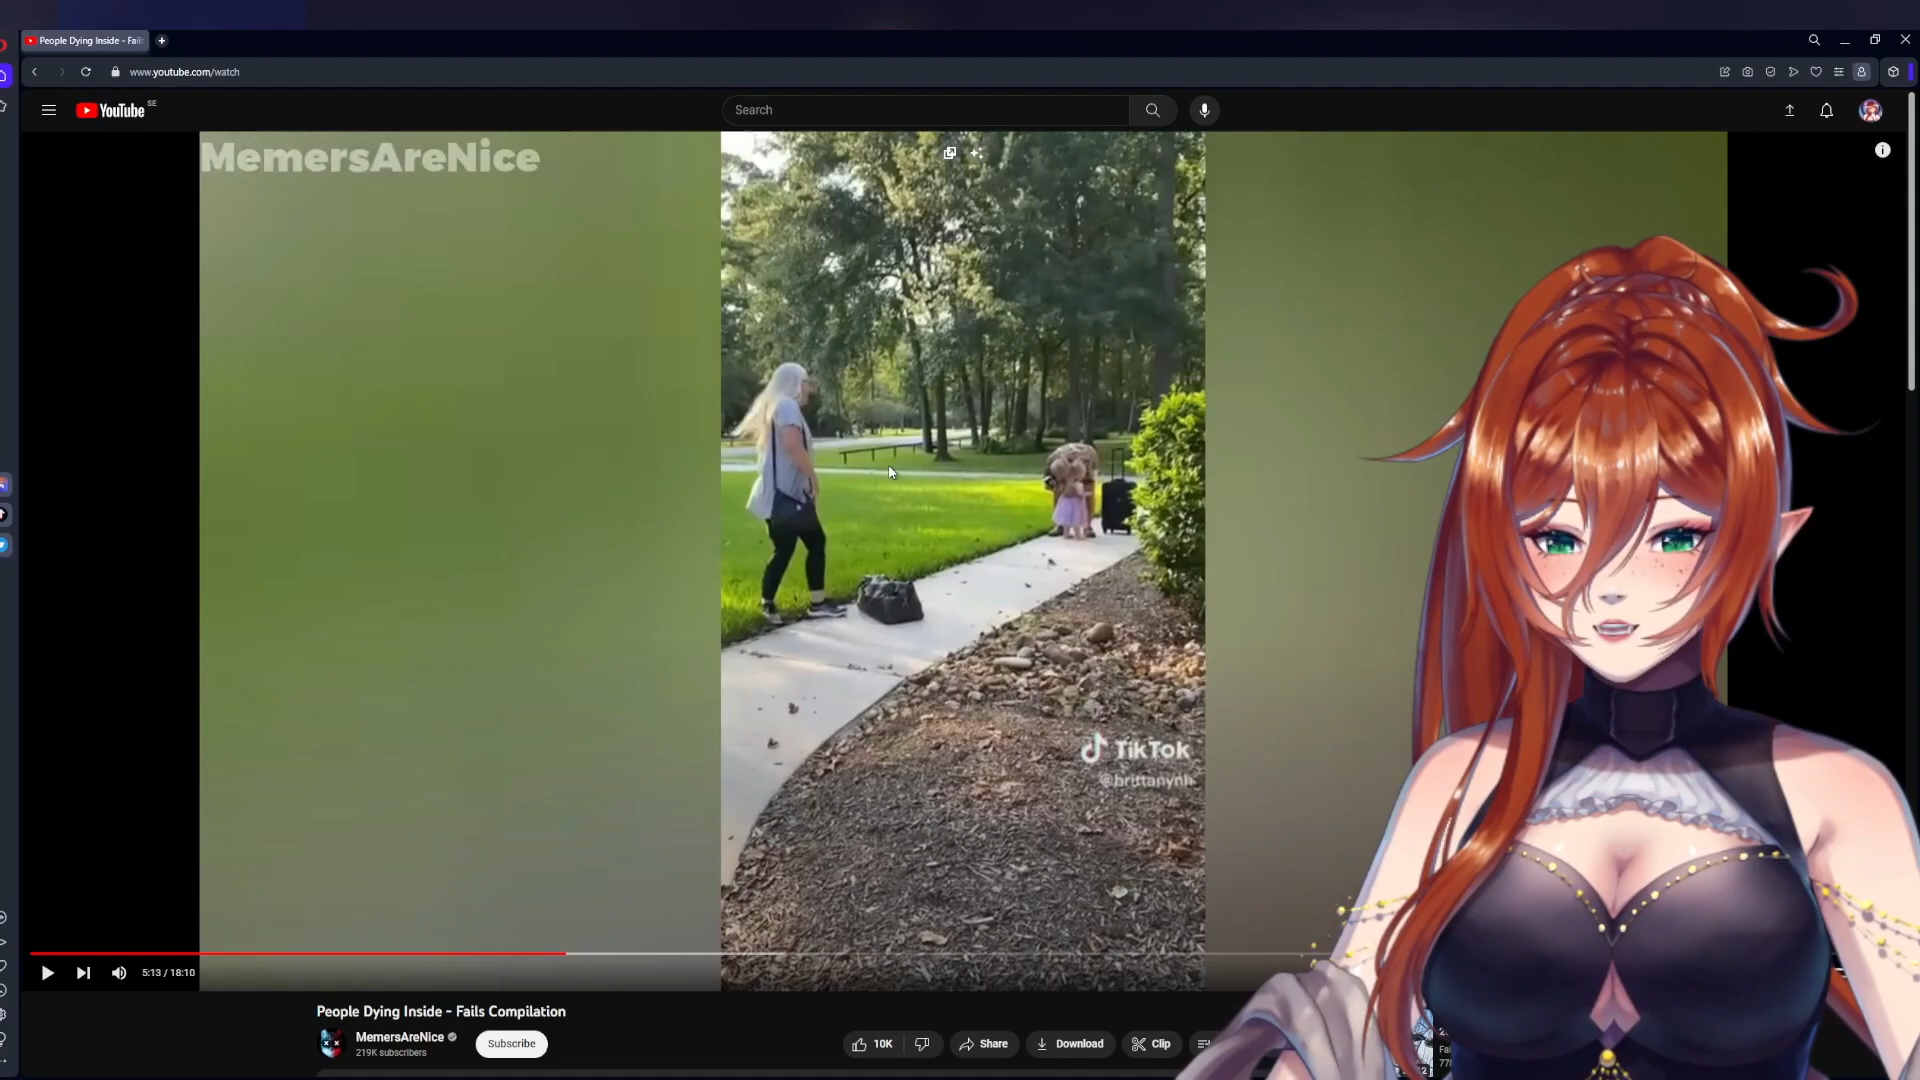 People Dying Inside - Fail
www.youtube.com/watch
YouTube SE
Search
MemersAreNice
TikTok
@brittanynh
5:13 / 18:10
People Dying Inside - Fails Compilation
MemersAreNice
219K subscribers
Subscribe
10K
Share
Download
Clip